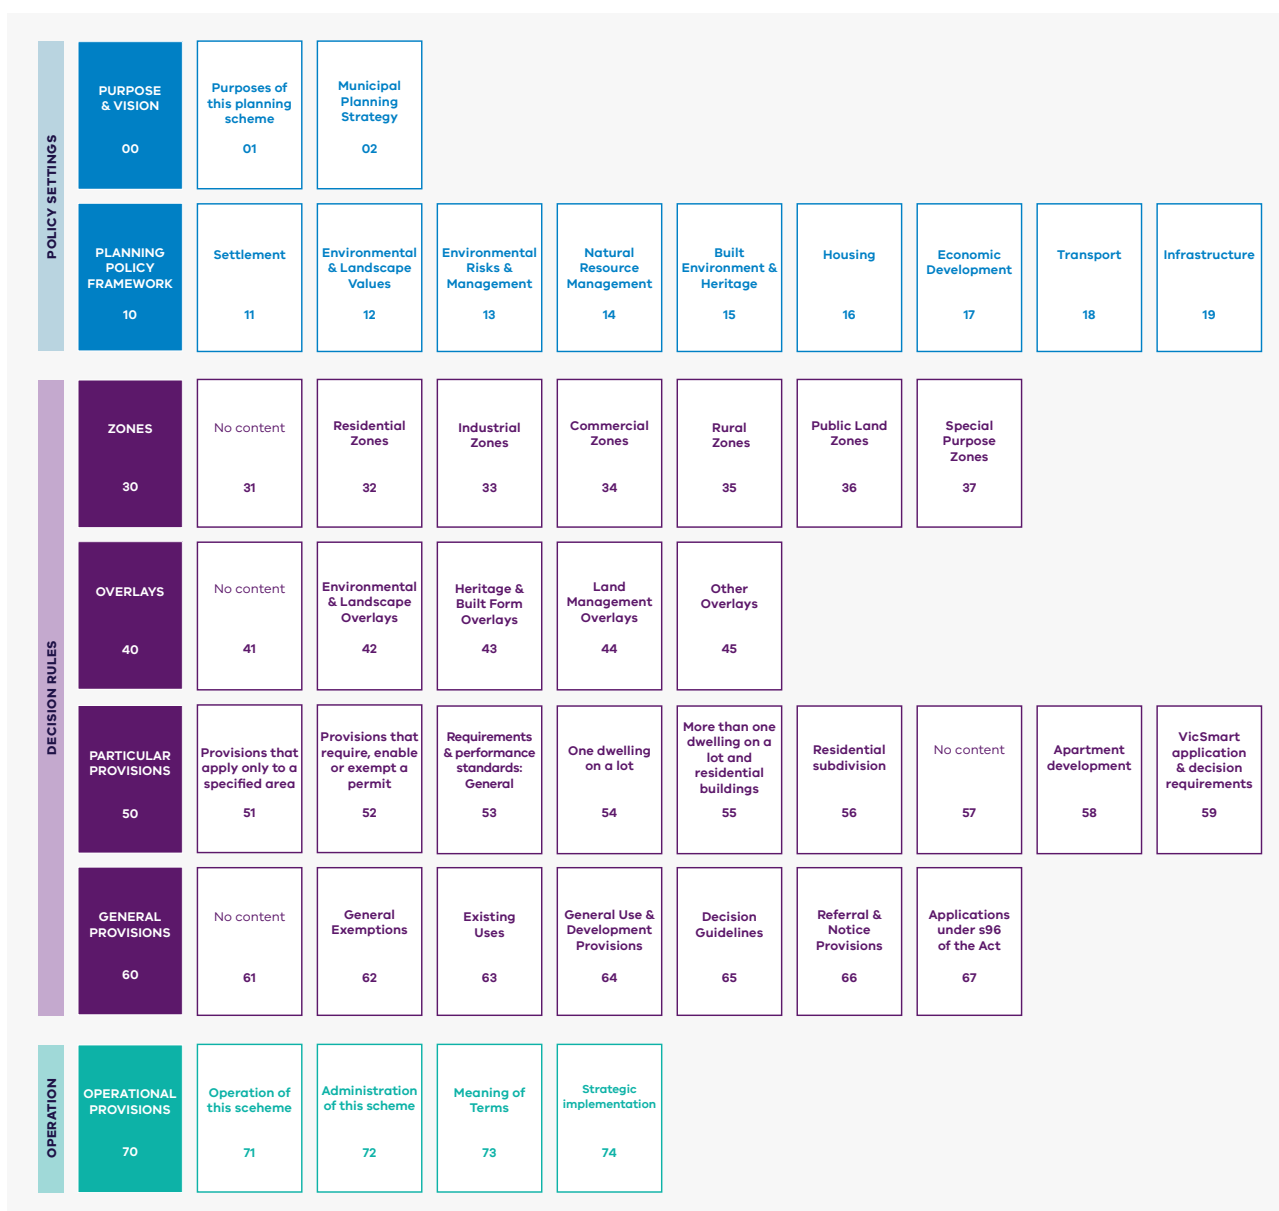 POLICY SETTINGS
PURPOSE
& VISION
00
Purposes of
this planning
scheme
01
Municipal
Planning
Strategy
02
PLANNING
POLICY
FRAMEWORK
10
Settlement
11
Environmental
& Landscape
Values
12
Environmental
Risks &
Management
13
Natural
Resource
Management
14
Built
Environment &
Heritage
15
Housing
16
Economic
Development
17
Transport
18
Infrastructure
19
DECISION RULES
ZONES
30
No content
31
Residential
Zones
32
Industrial
Zones
33
Commercial
Zones
34
Rural
Zones
35
Public Land
Zones
36
Special
Purpose
Zones
37
OVERLAYS
40
No content
41
Environmental
& Landscape
Overlays
42
Heritage &
Built Form
Overlays
43
Land
Management
Overlays
44
Other
Overlays
45
PARTICULAR
PROVISIONS
50
Provisions that
apply only to a
specified area
51
Provisions that
require, enable
or exempt a
permit
52
Requirements
& performance
standards:
General
53
One dwelling
on a lot
54
More than one
dwelling on a
lot and
residential
buildings
55
Residential
subdivision
56
No content
57
Apartment
development
58
VicSmart
application
& decision
requirements
59
GENERAL
PROVISIONS
60
No content
61
General
Exemptions
62
Existing
Uses
63
General Use &
Development
Provisions
64
Decision
Guidelines
65
Referral &
Notice
Provisions
66
Applications
under s96
of the Act
67
OPERATION
OPERATIONAL
PROVISIONS
70
Operation of
this sceheme
71
Administration
of this scheme
72
Meaning of
Terms
73
Strategic
implementation
74